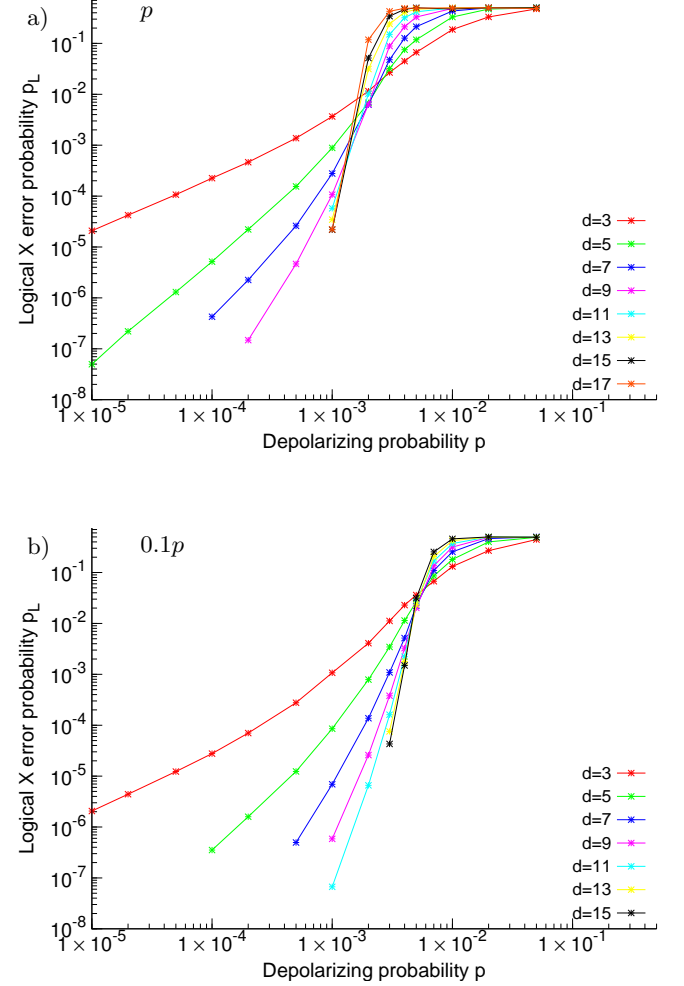 a)
p
Logical X error probability p_L
10^-1
10^-2
10^-3
10^-4
10^-5
10^-6
10^-7
10^-8
d=3
d=5
d=7
d=9
d=11
d=13
d=15
d=17
1×10^-5 1×10^-4 1×10^-3 1×10^-2 1×10^-1
Depolarizing probability p
b)
0.1p
Logical X error probability p_L
10^-1
10^-2
10^-3
10^-4
10^-5
10^-6
10^-7
10^-8
d=3
d=5
d=7
d=9
d=11
d=13
d=15
1×10^-5 1×10^-4 1×10^-3 1×10^-2 1×10^-1
Depolarizing probability p